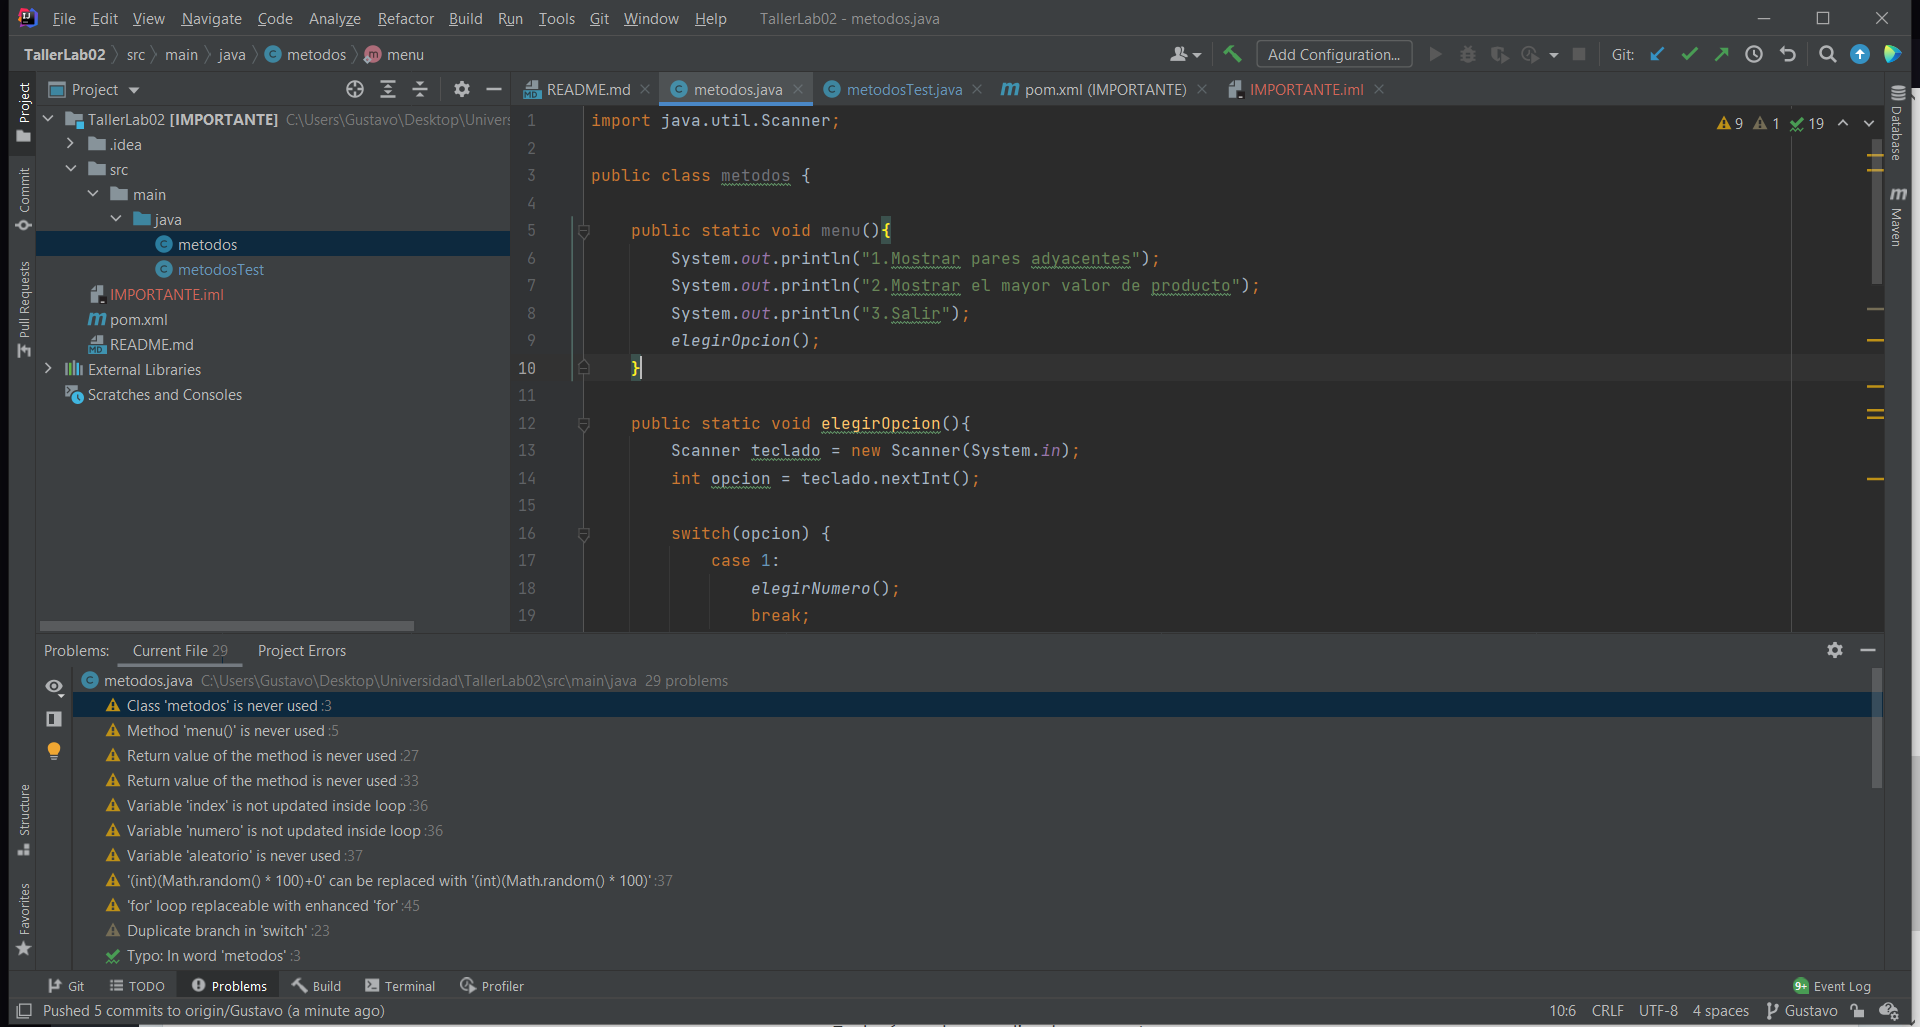 File Edit View Navigate Code Analyze Refactor Build Run Tools Git Window Help TallerLab02 - metodos.java
TallerLab02 src main java metodos menu Add Configuration... Git:
Project
README.md metodos.java metodosTest.java pom.xml (IMPORTANTE) IMPORTANTE.iml
Project
Commit
Pull Requests
Structure
Favorites
TallerLab02 [IMPORTANTE] C:\Users\Gustavo\Desktop\Univers
.idea
src
main
java
metodos
metodosTest
IMPORTANTE.iml
pom.xml
README.md
External Libraries
Scratches and Consoles
9 1 19
1 import java.util.Scanner;
2
3 public class metodos {
4
5 public static void menu(){
6 System.out.println("1.Mostrar pares adyacentes");
7 System.out.println("2.Mostrar el mayor valor de producto");
8 System.out.println("3.Salir");
9 elegirOpcion();
10 }
11
12 public static void elegirOpcion(){
13 Scanner teclado = new Scanner(System.in);
14 int opcion = teclado.nextInt();
15
16 switch(opcion) {
17 case 1:
18 elegirNumero();
19 break;
Database
Maven
Problems: Current File 29 Project Errors
metodos.java C:\Users\Gustavo\Desktop\Universidad\TallerLab02\src\main\java 29 problems
Class 'metodos' is never used :3
Method 'menu()' is never used :5
Return value of the method is never used :27
Return value of the method is never used :33
Variable 'index' is not updated inside loop :36
Variable 'numero' is not updated inside loop :36
Variable 'aleatorio' is never used :37
'(int)(Math.random() * 100)+0' can be replaced with '(int)(Math.random() * 100)' :37
'for' loop replaceable with enhanced 'for' :45
Duplicate branch in 'switch' :23
Typo: In word 'metodos' :3
Git TODO Problems Build Terminal Profiler 9+ Event Log
Pushed 5 commits to origin/Gustavo (a minute ago) 10:6 CRLF UTF-8 4 spaces Gustavo